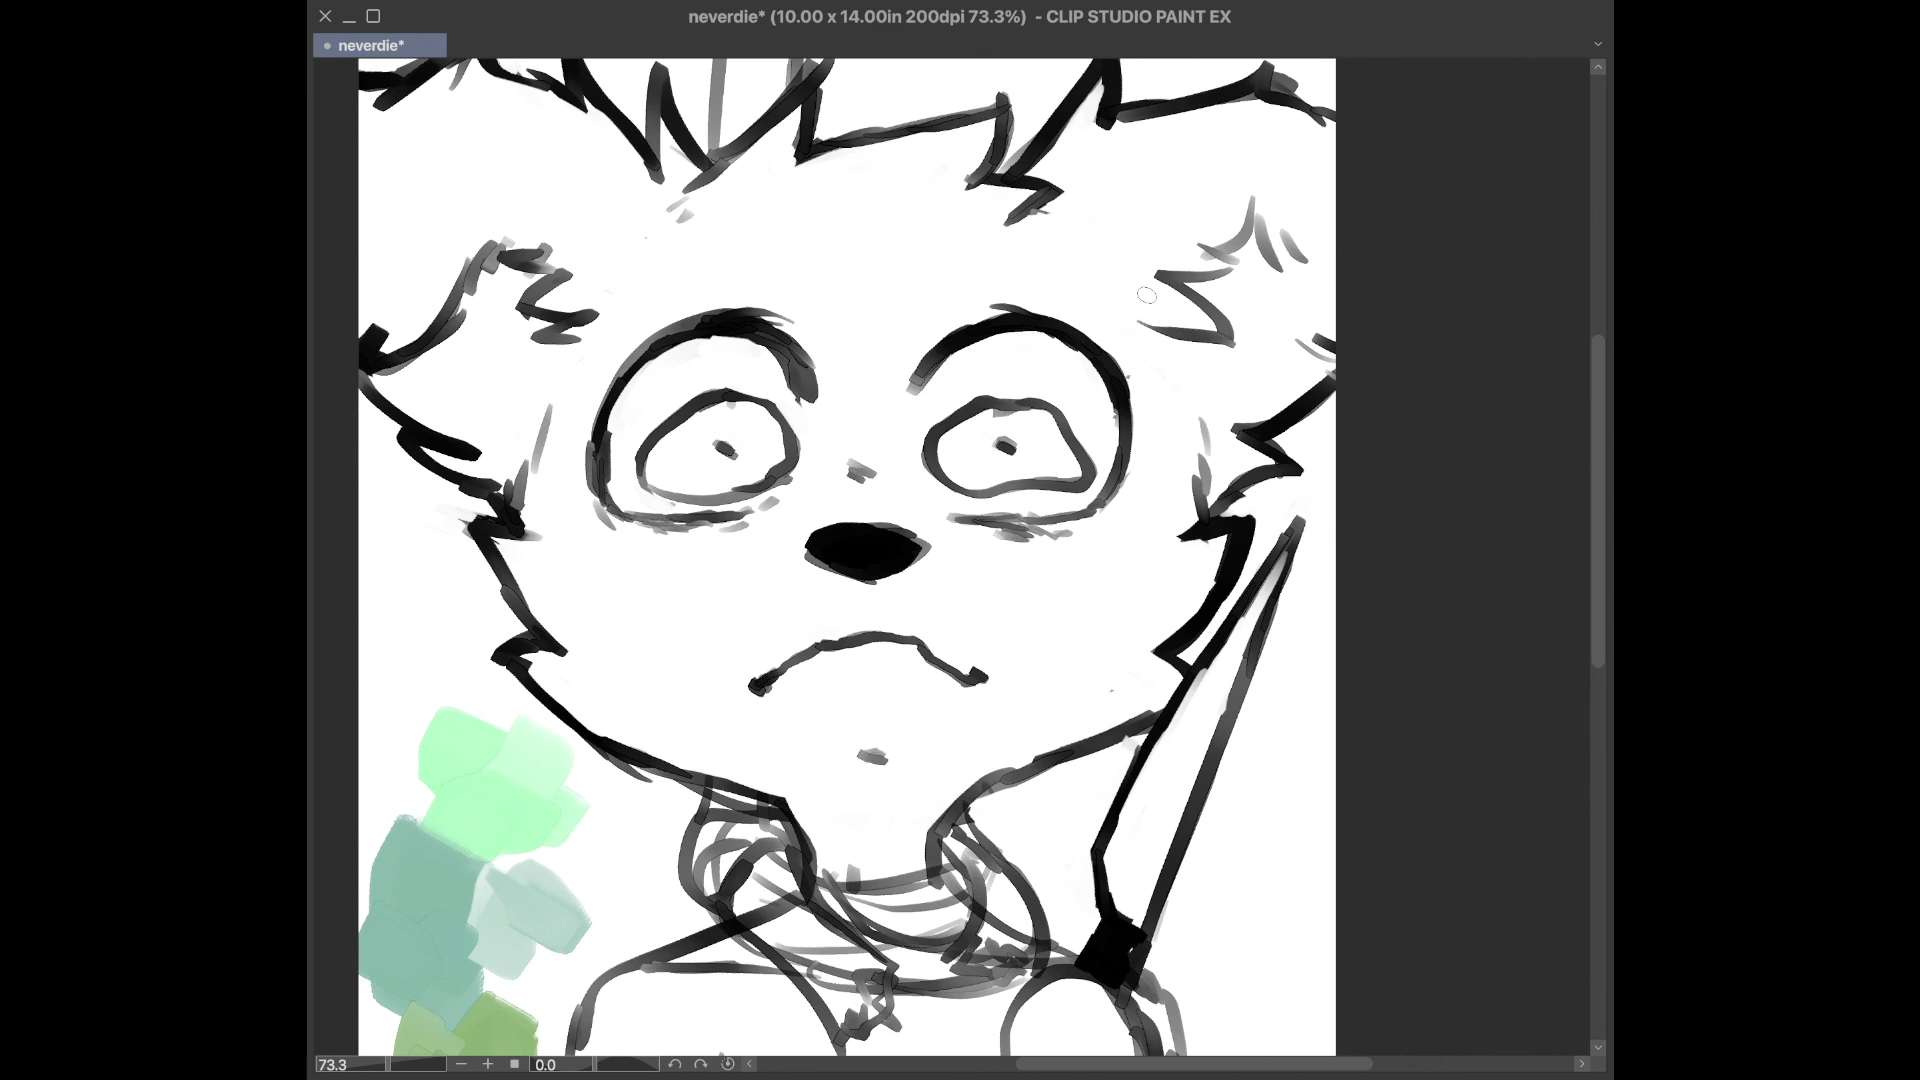 neverdie* (10.00 x 14.00in 200dpi 73.3%) - CLIP STUDIO PAINT EX
neverdie*
73.3
0.0